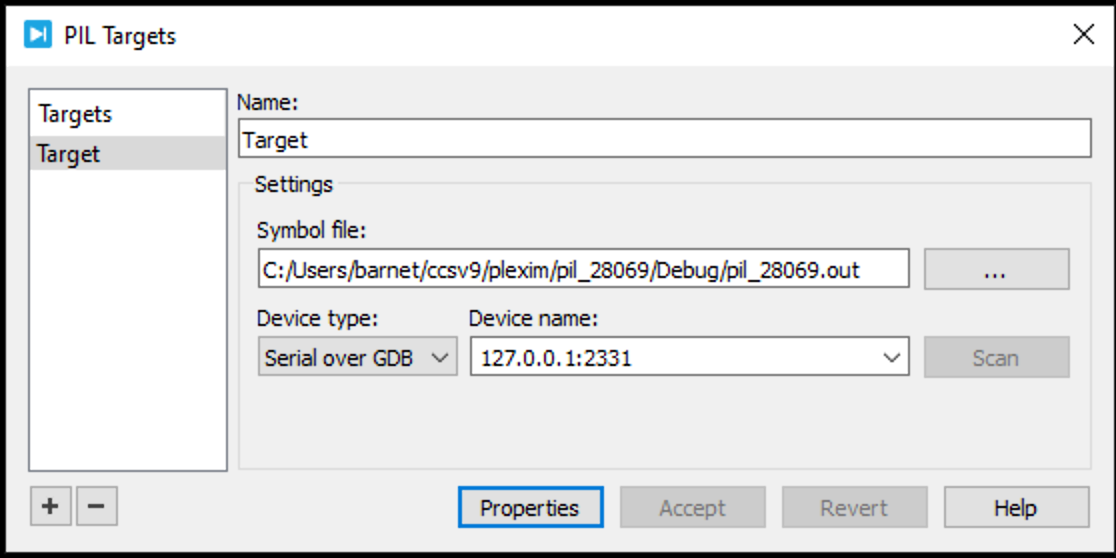 PIL Targets
Targets
Target
Name:
Target
Settings
Symbol file:
C:/Users/barnet/ccsv9/plexim/pil_28069/Debug/pil_28069.out
...
Device type:
Device name:
Serial over GDB
127.0.0.1:2331
Scan
+
−
Properties
Accept
Revert
Help